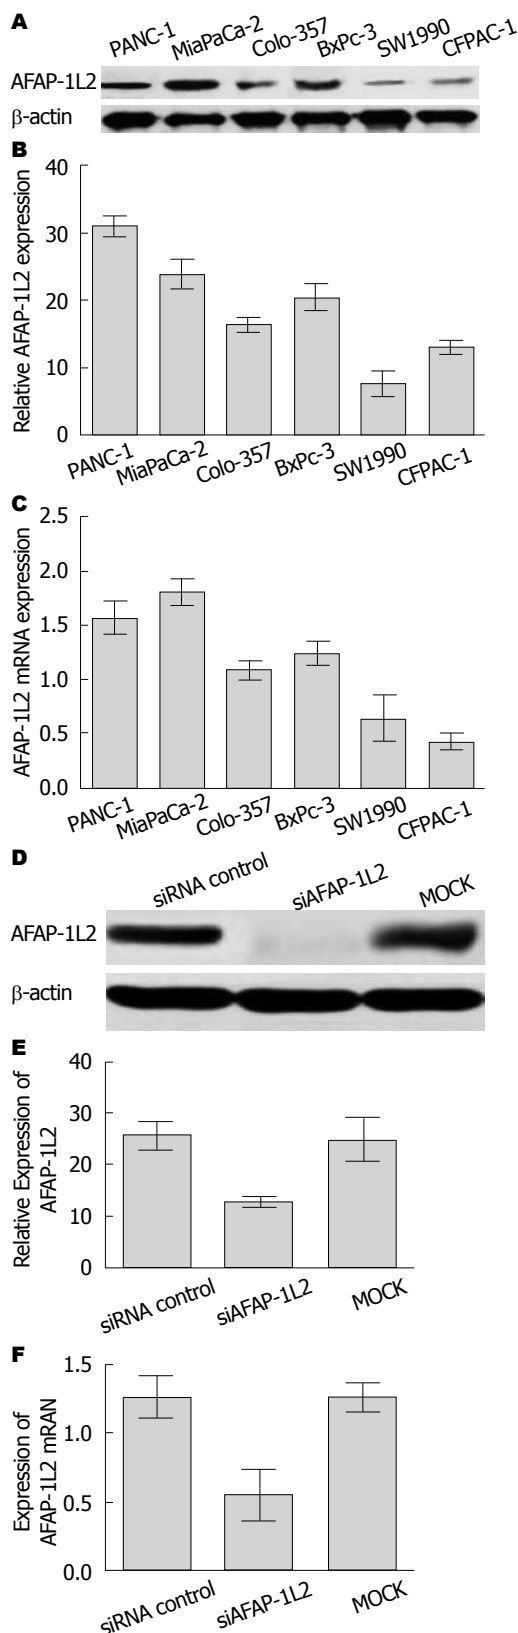 A
PANC-1
MiaPaCa-2
Colo-357
BxPc-3
SW1990
CFPAC-1
AFAP-1L2
β-actin
B
Relative AFAP-1L2 expression
40
30
20
10
0
PANC-1
MiaPaCa-2
Colo-357
BxPc-3
SW1990
CFPAC-1
C
AFAP-1L2 mRNA expression
2.5
2.0
1.5
1.0
0.5
0.0
PANC-1
MiaPaCa-2
Colo-357
BxPc-3
SW1990
CFPAC-1
D
siRNA control
siAFAP-1L2
MOCK
AFAP-1L2
β-actin
E
Relative Expression of
AFAP-1L2
40
30
20
10
0
siRNA control
siAFAP-1L2
MOCK
F
Expression of
AFAP-1L2 mRAN
1.5
1.0
0.5
0.0
siRNA control
siAFAP-1L2
MOCK